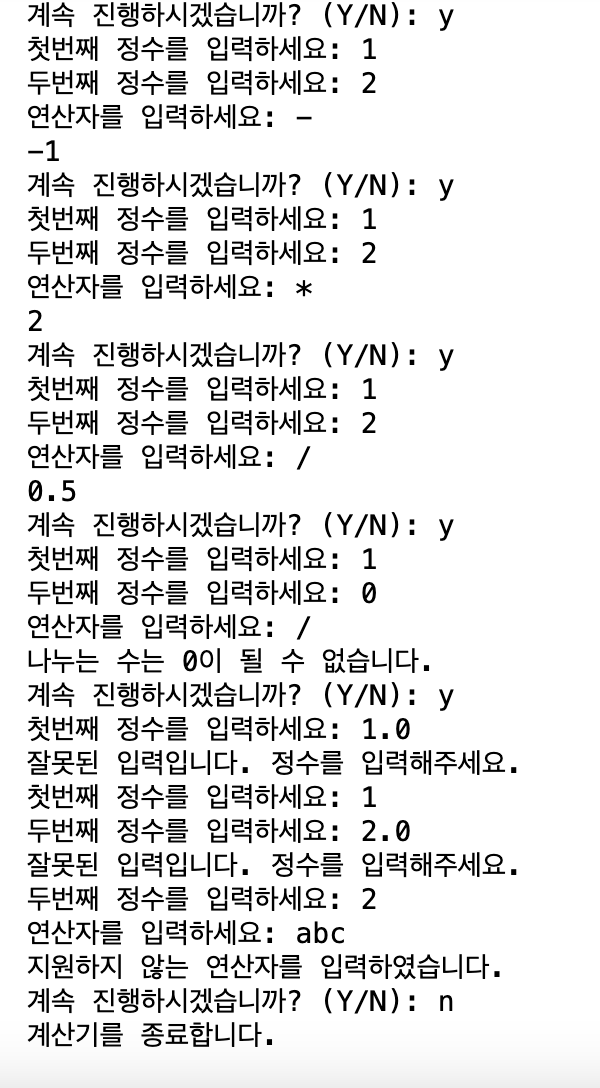 계속 진행하시겠습니까? (Y/N): y
첫번째 정수를 입력하세요: 1
두번째 정수를 입력하세요: 2
연산자를 입력하세요: -
-1
계속 진행하시겠습니까? (Y/N): y
첫번째 정수를 입력하세요: 1
두번째 정수를 입력하세요: 2
연산자를 입력하세요: *
2
계속 진행하시겠습니까? (Y/N): y
첫번째 정수를 입력하세요: 1
두번째 정수를 입력하세요: 2
연산자를 입력하세요: /
0.5
계속 진행하시겠습니까? (Y/N): y
첫번째 정수를 입력하세요: 1
두번째 정수를 입력하세요: 0
연산자를 입력하세요: /
나누는 수는 0이 될 수 없습니다.
계속 진행하시겠습니까? (Y/N): y
첫번째 정수를 입력하세요: 1.0
잘못된 입력입니다. 정수를 입력해주세요.
첫번째 정수를 입력하세요: 1
두번째 정수를 입력하세요: 2.0
잘못된 입력입니다. 정수를 입력해주세요.
두번째 정수를 입력하세요: 2
연산자를 입력하세요: abc
지원하지 않는 연산자를 입력하였습니다.
계속 진행하시겠습니까? (Y/N): n
계산기를 종료합니다.